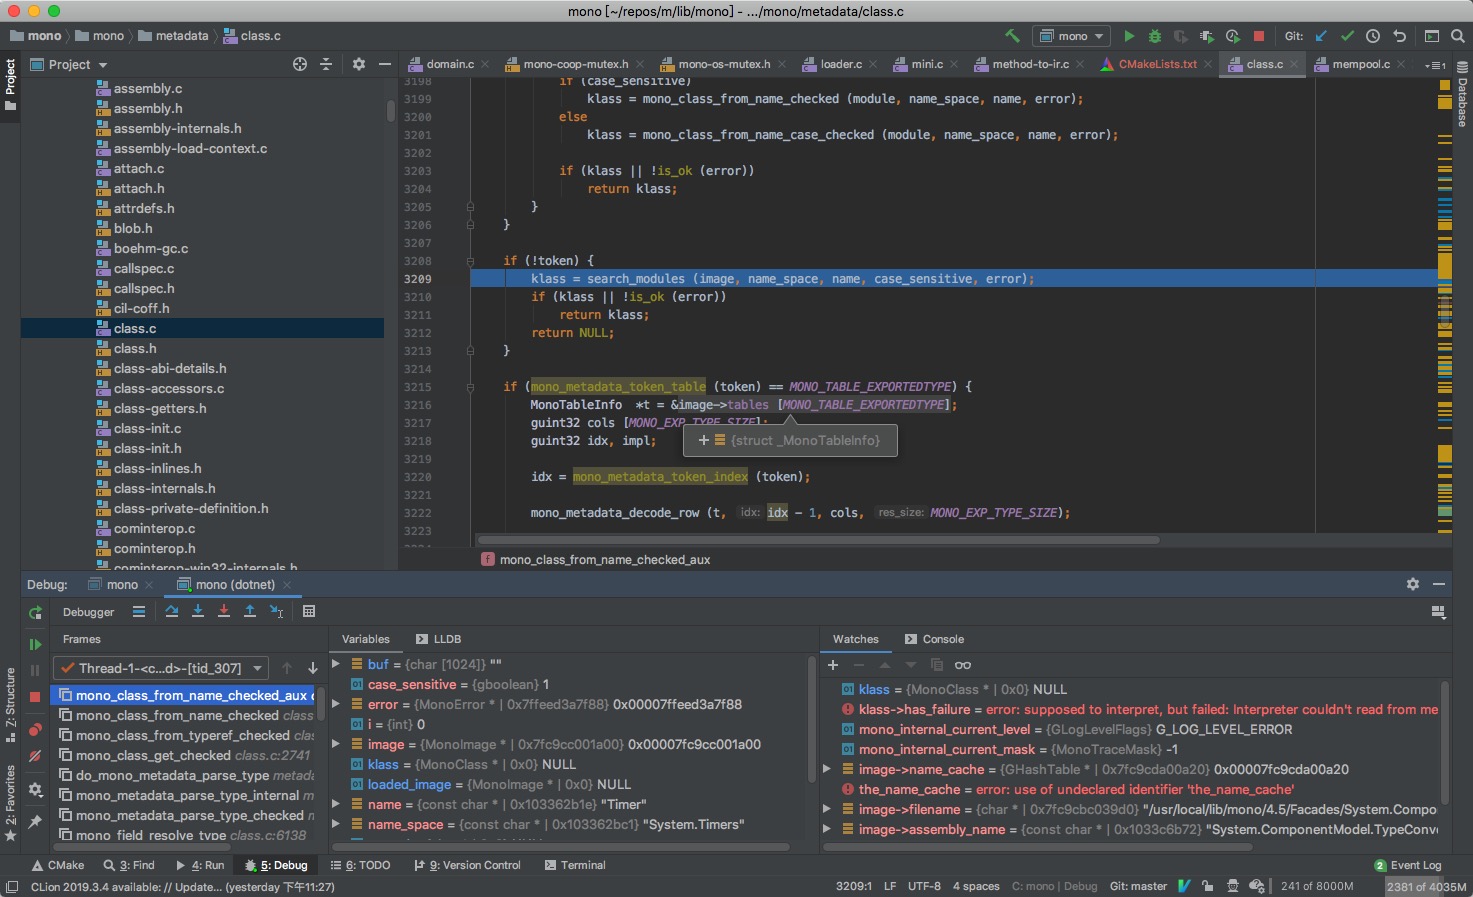 mono [~/repos/m/lib/mono] - .../mono/metadata/class.c
mono mono metadata class.c
mono Git:
Project
domain.c mono-coop-mutex.h mono-os-mutex.h loader.c mini.c method-to-ir.c CMakeLists.txt class.c mempool.c 1
Project
Database
assembly.c
assembly.h
assembly-internals.h
assembly-load-context.c
attach.c
attach.h
attrdefs.h
blob.h
boehm-gc.c
callspec.c
callspec.h
cil-coff.h
class.c
class.h
class-abi-details.h
class-accessors.c
class-getters.h
class-init.c
class-init.h
class-inlines.h
class-internals.h
class-private-definition.h
cominterop.c
cominterop.h
cominterop-win32-internals.h
3198 if (case_sensitive)
3199 klass = mono_class_from_name_checked (module, name_space, name, error);
3200 else
3201 klass = mono_class_from_name_case_checked (module, name_space, name, error);
3202
3203 if (klass || !is_ok (error))
3204 return klass;
3205 }
3206 }
3207
3208 if (!token) {
3209 klass = search_modules (image, name_space, name, case_sensitive, error);
3210 if (klass || !is_ok (error))
3211 return klass;
3212 return NULL;
3213 }
3214
3215 if (mono_metadata_token_table (token) == MONO_TABLE_EXPORTEDTYPE) {
3216 MonoTableInfo *t = &image->tables [MONO_TABLE_EXPORTEDTYPE];
3217 guint32 cols [MONO_EXP_TYPE_SIZE];
3218 guint32 idx, impl;
{struct _MonoTableInfo}
3219
3220 idx = mono_metadata_token_index (token);
3221
3222 mono_metadata_decode_row (t, idx: idx - 1, cols, res_size: MONO_EXP_TYPE_SIZE);
3223
f mono_class_from_name_checked_aux
Debug: mono mono (dotnet)
Debugger
Frames
Thread-1-<c...d>-[tid_307]
mono_class_from_name_checked_aux c
mono_class_from_name_checked class
mono_class_from_typeref_checked clas
mono_class_get_checked class.c:2741
do_mono_metadata_parse_type metada
mono_metadata_parse_type_internal m
mono_metadata_parse_type_checked m
mono_field_resolve_type class.c:6138
Variables LLDB
buf = {char [1024]} ""
case_sensitive = {gboolean} 1
error = {MonoError * | 0x7ffeed3a7f88} 0x00007ffeed3a7f88
i = {int} 0
image = {MonoImage * | 0x7fc9cc001a00} 0x00007fc9cc001a00
klass = {MonoClass * | 0x0} NULL
loaded_image = {MonoImage * | 0x0} NULL
name = {const char * | 0x103362b1e} "Timer"
name_space = {const char * | 0x103362bc1} "System.Timers"
Watches Console
klass = {MonoClass * | 0x0} NULL
klass->has_failure = error: supposed to interpret, but failed: Interpreter couldn't read from me
mono_internal_current_level = {GLogLevelFlags} G_LOG_LEVEL_ERROR
mono_internal_current_mask = {MonoTraceMask} -1
image->name_cache = {GHashTable * | 0x7fc9cda00a20} 0x00007fc9cda00a20
the_name_cache = error: use of undeclared identifier 'the_name_cache'
image->filename = {char * | 0x7fc9cbc039d0} "/usr/local/lib/mono/4.5/Facades/System.Compo
image->assembly_name = {const char * | 0x1033c6b72} "System.ComponentModel.TypeConv
Z: Structure
2: Favorites
CMake 3: Find 4: Run 5: Debug 6: TODO 9: Version Control Terminal 2 Event Log
CLion 2019.3.4 available: // Update... (yesterday 下午11:27) 3209:1 LF UTF-8 4 spaces C: mono | Debug Git: master 241 of 8000M 2381 of 4035M